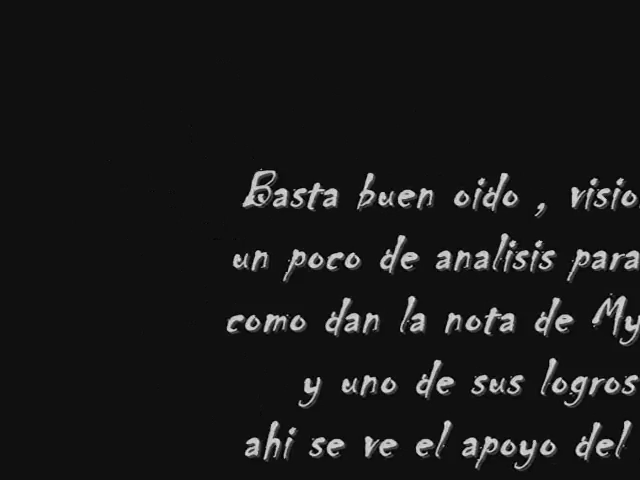 Basta buen oido , visio
un poco de analisis para
como dan la nota de My
y uno de sus logros
ahi se ve el apoyo del